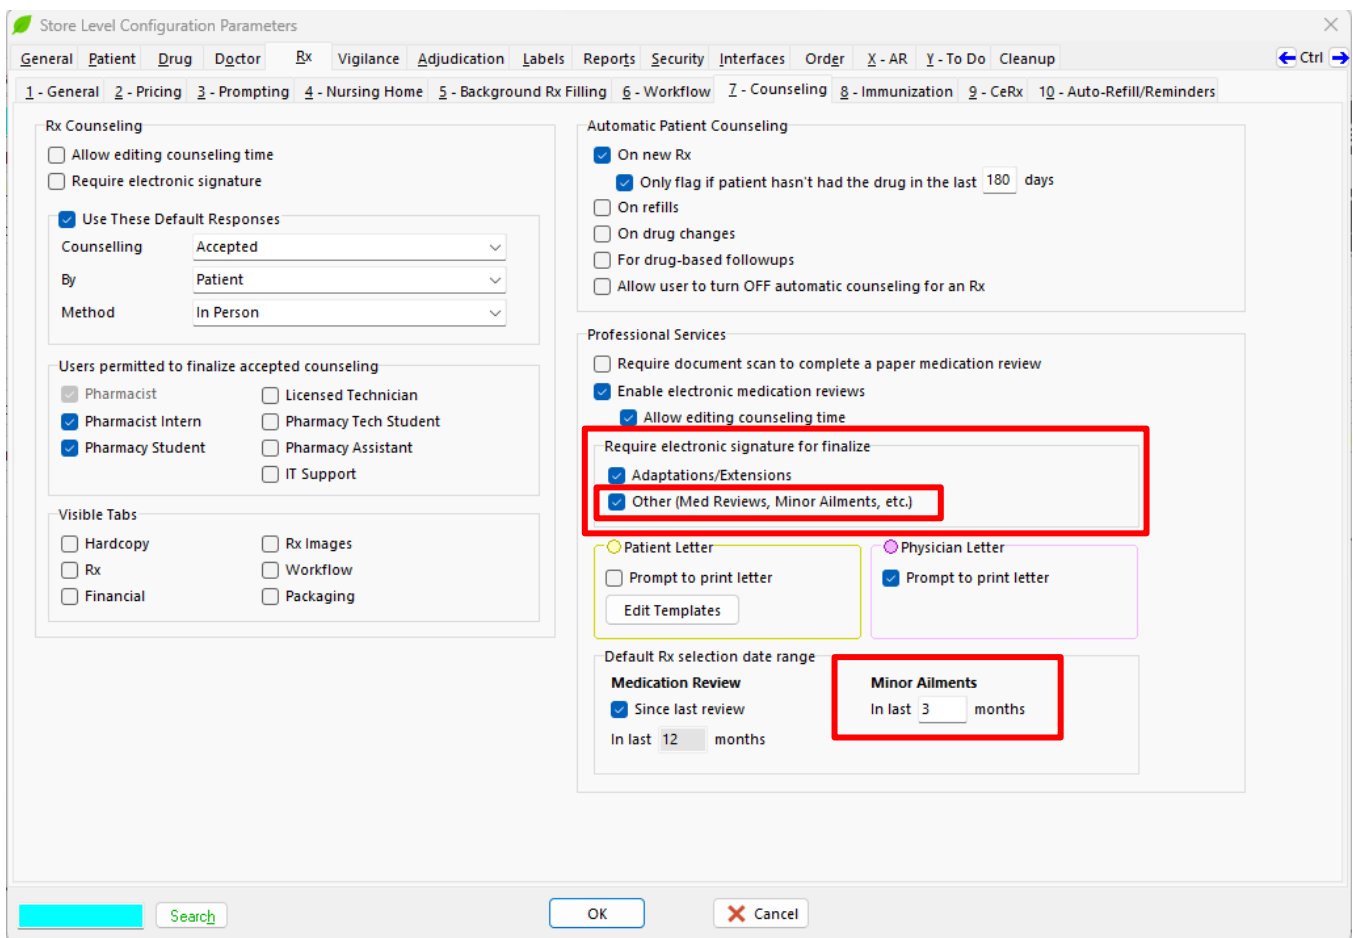 Store Level Configuration Parameters
General Patient Drug Doctor Rx Vigilance Adjudication Labels Reports Security Interfaces Order X - AR Y - To Do Cleanup Ctrl
1 - General 2 - Pricing 3 - Prompting 4 - Nursing Home 5 - Background Rx Filling 6 - Workflow 7 - Counseling 8 - Immunization 9 - CeRx 10 - Auto-Refill/Reminders
Rx Counseling
Allow editing counseling time
Require electronic signature
Use These Default Responses
Counselling Accepted
By Patient
Method In Person
Users permitted to finalize accepted counseling
Pharmacist Licensed Technician
Pharmacist Intern Pharmacy Tech Student
Pharmacy Student Pharmacy Assistant
IT Support
Visible Tabs
Hardcopy Rx Images
Rx Workflow
Financial Packaging
Automatic Patient Counseling
On new Rx
Only flag if patient hasn't had the drug in the last 180 days
On refills
On drug changes
For drug-based followups
Allow user to turn OFF automatic counseling for an Rx
Professional Services
Require document scan to complete a paper medication review
Enable electronic medication reviews
Allow editing counseling time
Require electronic signature for finalize
Adaptations/Extensions
Other (Med Reviews, Minor Ailments, etc.)
Patient Letter Physician Letter
Prompt to print letter Prompt to print letter
Edit Templates
Default Rx selection date range
Medication Review Minor Ailments
Since last review In last 3 months
In last 12 months
Search OK Cancel